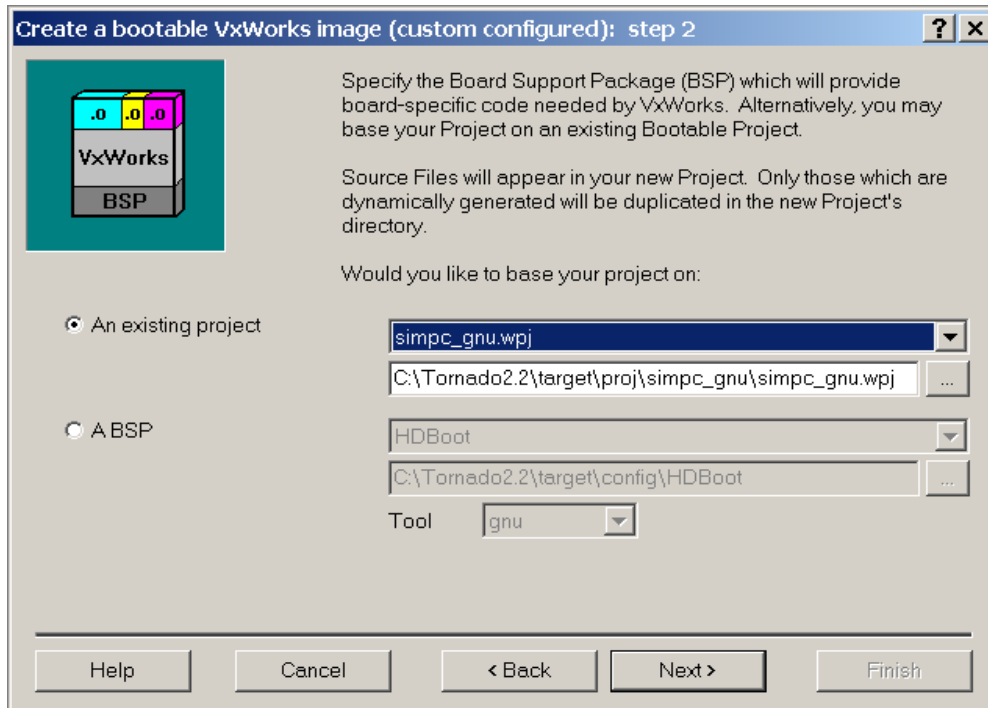 Create a bootable VxWorks image (custom configured): step 2
? ×
.0 .0 .0
VxWorks
BSP
Specify the Board Support Package (BSP) which will provide
board-specific code needed by VxWorks. Alternatively, you may
base your Project on an existing Bootable Project.
Source Files will appear in your new Project. Only those which are
dynamically generated will be duplicated in the new Project's
directory.
Would you like to base your project on:
An existing project
simpc_gnu.wpj
C:\Tornado2.2\target\proj\simpc_gnu\simpc_gnu.wpj ...
A BSP
HDBoot
C:\Tornado2.2\target\config\HDBoot ...
Tool gnu
Help Cancel < Back Next > Finish